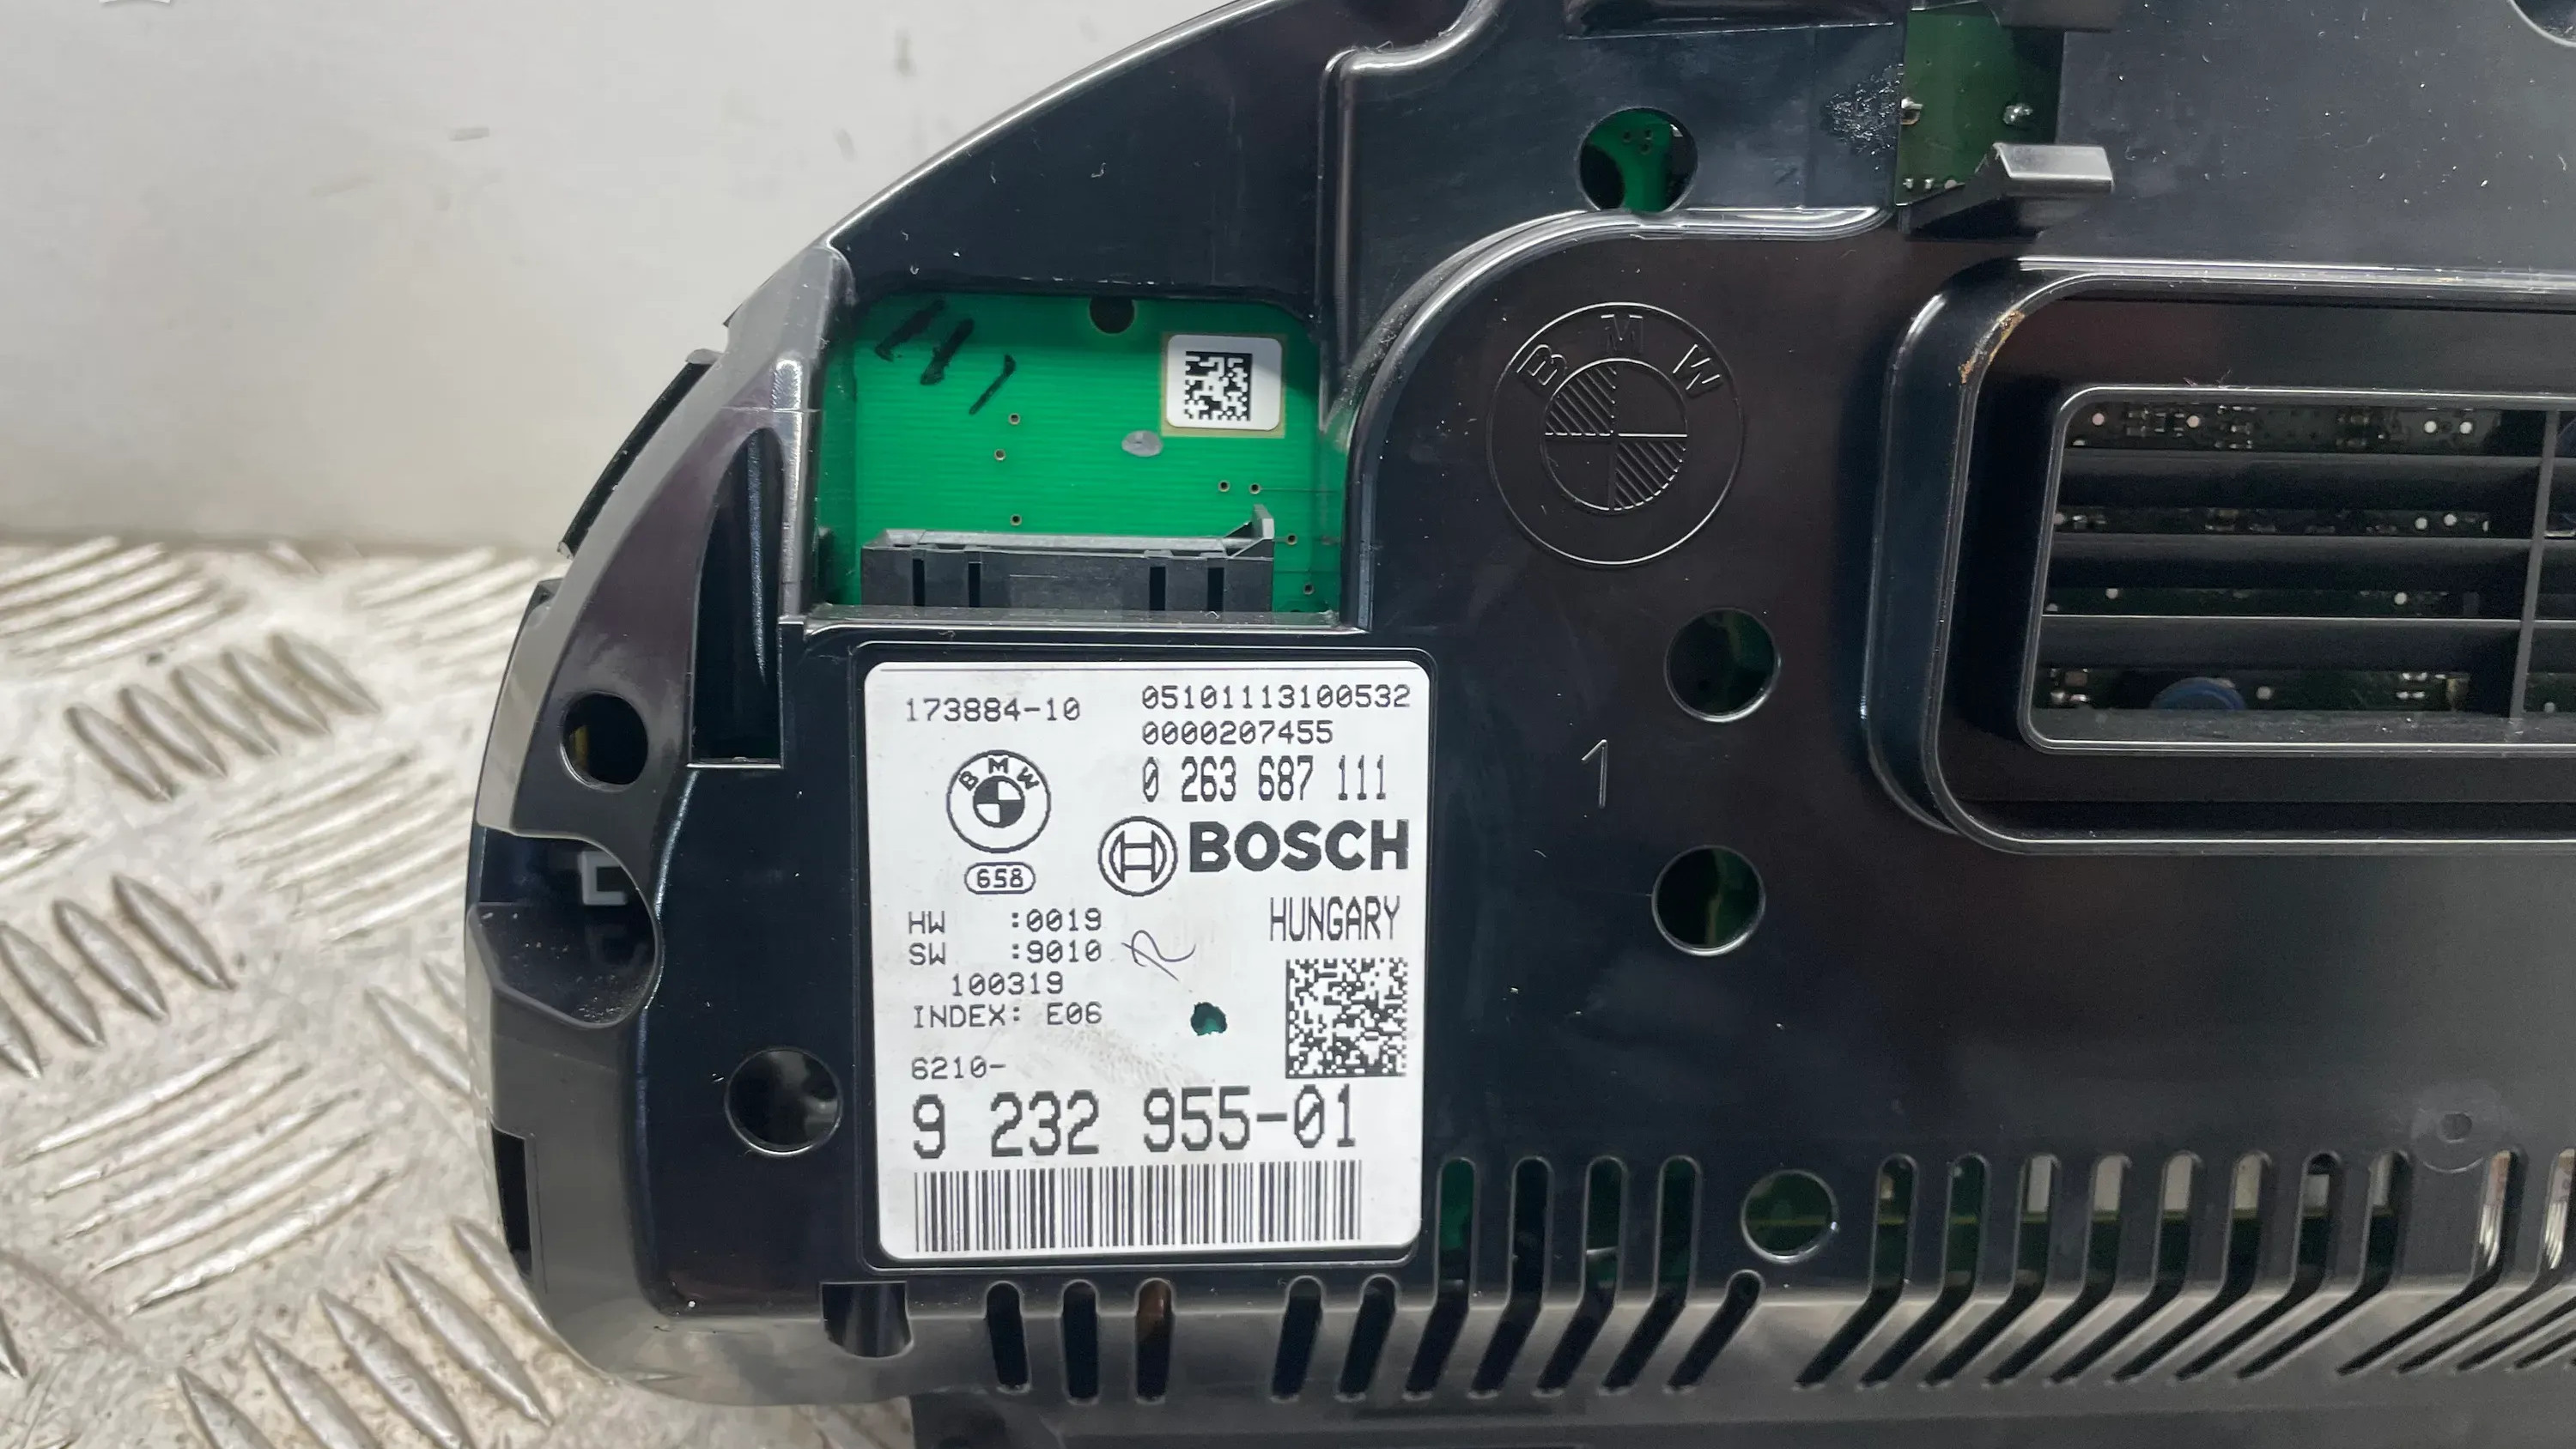 BMW
173884-10
05101113100532
0000207455
0 263 687 111
BMW
BOSCH
658
HUNGARY
HW :0019
SW :9010
100319
INDEX: E06
6210-
9 232 955-01
1